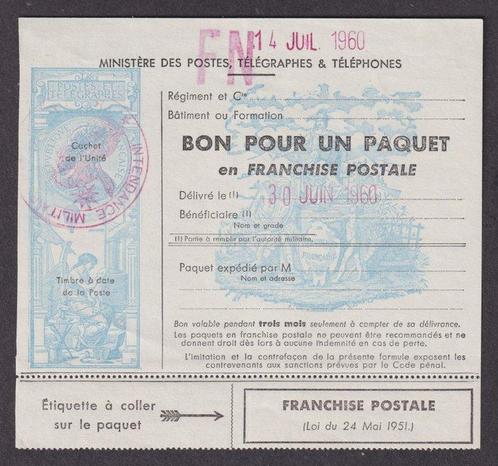 FN
14 JUIL. 1960
MINISTÈRE DES POSTES, TÉLÉGRAPHES & TÉLÉPHONES
POSTES ET
TÉLÉGRAPHES
Régiment et Cie
Bâtiment ou Formation
BON POUR UN PAQUET
en FRANCHISE POSTALE
Cachet
de l'Unité
INTENDANCE MILIT
Délivré le (1)
30 JUIN 1960
Bénéficiaire (1)
Nom et grade
(1) Partie à remplir par l'autorité militaire.
Paquet expédié par M
Nom et adresse
Timbre à date
de la Poste
Bon valable pendant trois mois seulement à compter de sa délivrance.
Les paquets en franchise postale ne peuvent être recommandés et ne
donnent droit dès lors à aucune indemnité en cas de perte.
L'imitation et la contrefaçon de la présente formule exposent les
contrevenants aux sanctions prévues par le Code pénal.
Étiquette à coller
sur le paquet
FRANCHISE POSTALE
(Loi du 24 Mai 1951.)